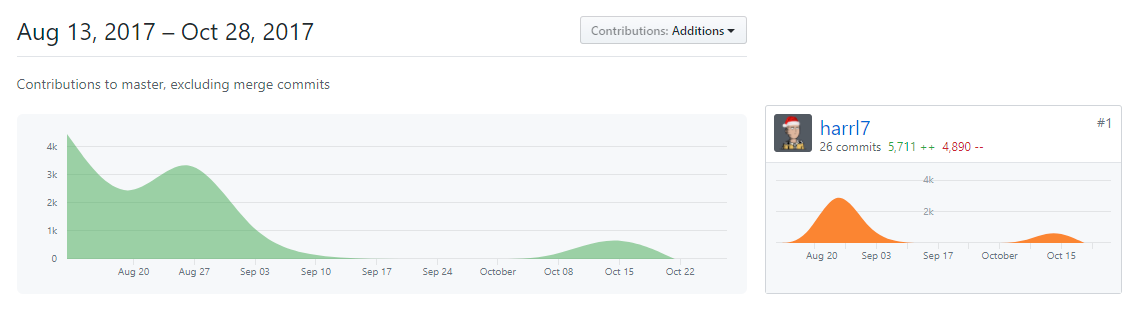 Aug 13, 2017 – Oct 28, 2017
Contributions: Additions
Contributions to master, excluding merge commits
4k
3k
2k
1k
0
Aug 20 Aug 27 Sep 03 Sep 10 Sep 17 Sep 24 October Oct 08 Oct 15 Oct 22
harrl7 #1
26 commits 5,711 ++ 4,890 --
4k
2k
Aug 20 Sep 03 Sep 17 October Oct 15